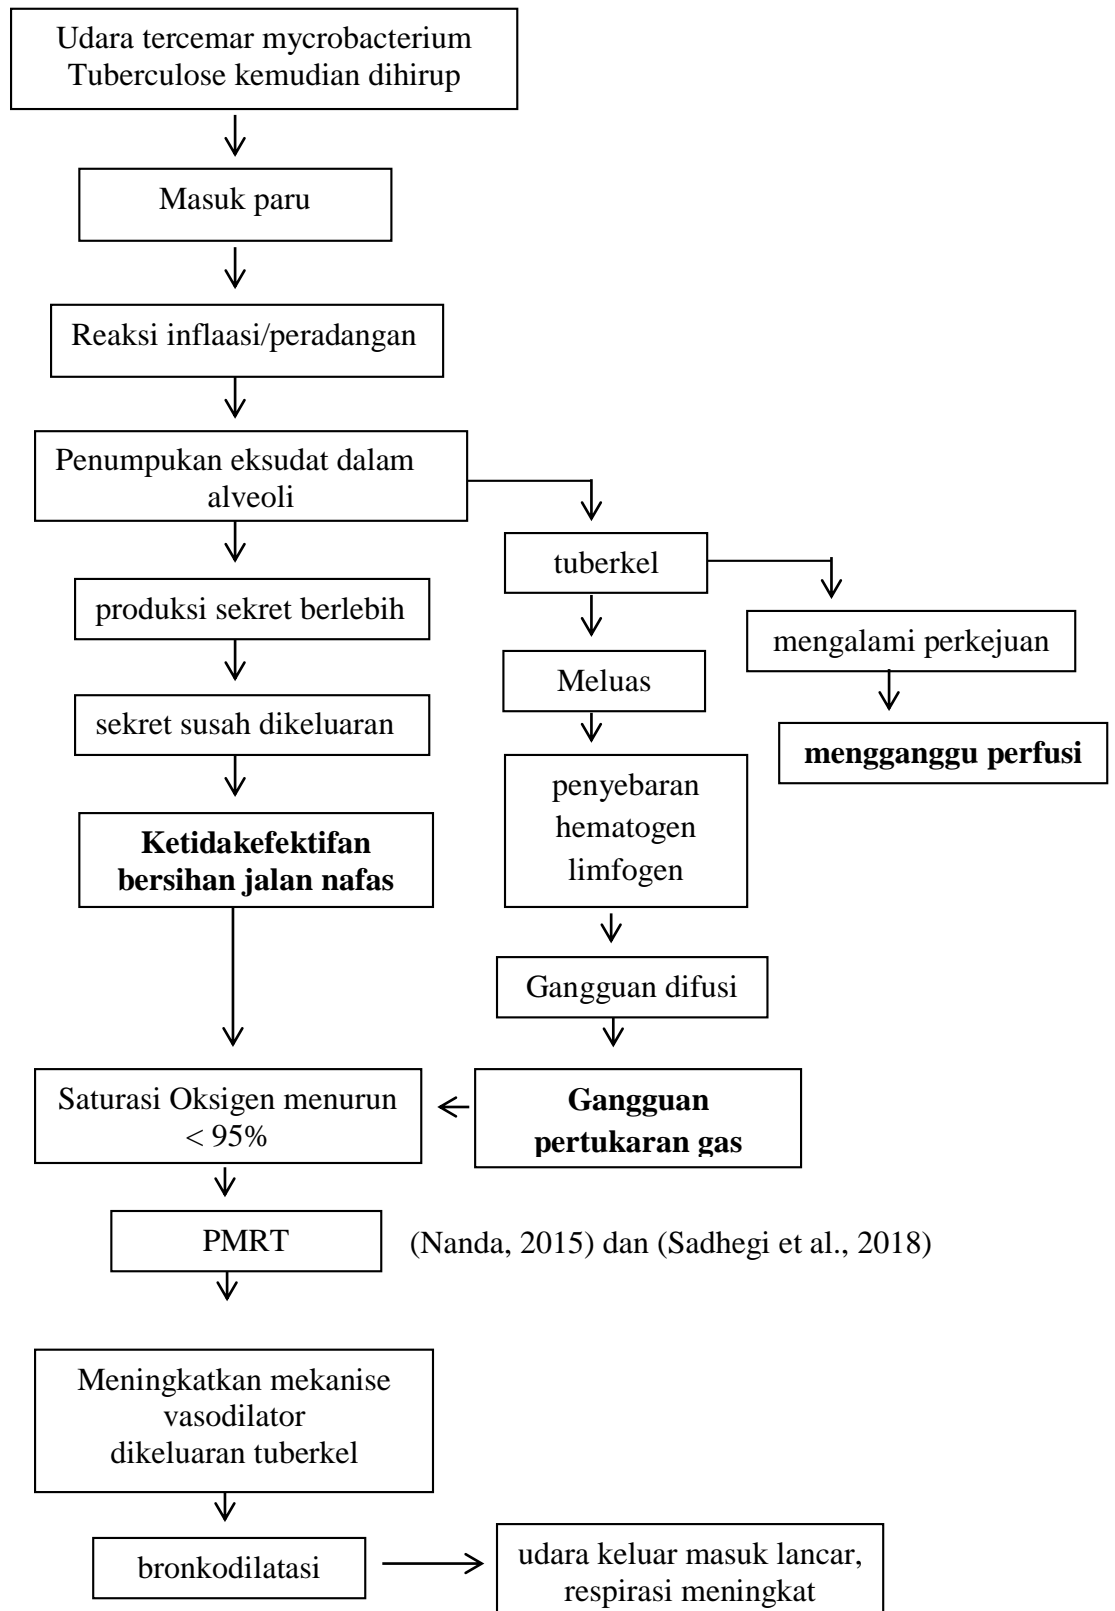 Udara tercemar mycrobacterium
Tuberculose kemudian dihirup
Masuk paru
Reaksi inflaasi/peradangan
Penumpukan eksudat dalam
alveoli
tuberkel
produksi sekret berlebih
mengalami perkejuan
Meluas
sekret susah dikeluaran
mengganggu perfusi
penyebaran
hematogen
limfogen
Ketidakefektifan
bersihan jalan nafas
Gangguan difusi
Saturasi Oksigen menurun
< 95%
Gangguan
pertukaran gas
PMRT
(Nanda, 2015) dan (Sadhegi et al., 2018)
Meningkatkan mekanise
vasodilator
dikeluaran tuberkel
bronkodilatasi
udara keluar masuk lancar,
respirasi meningkat